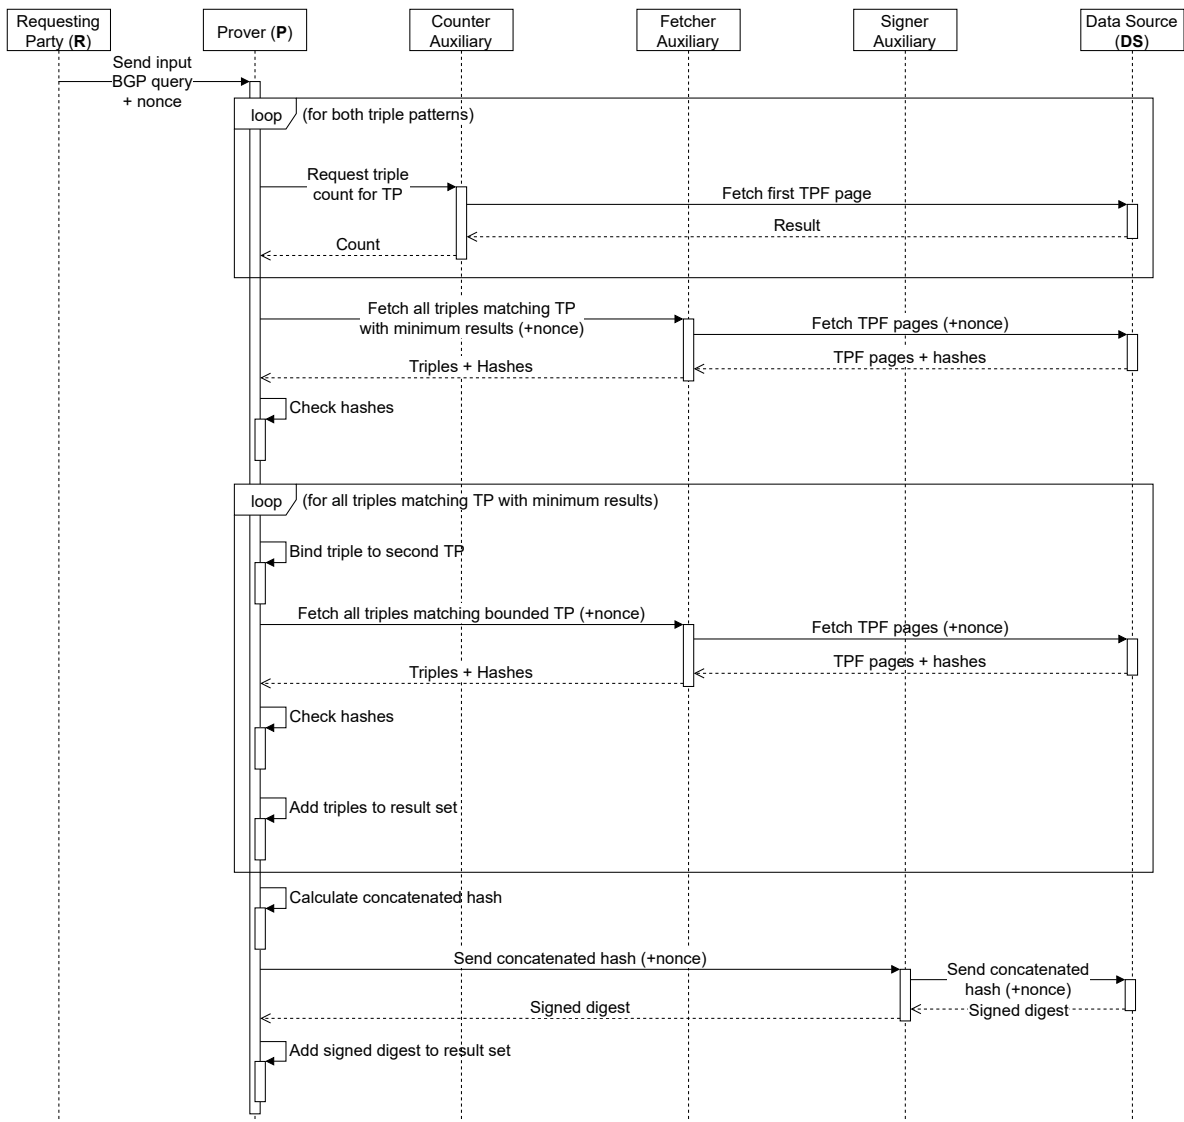 Requesting
Party (R)
Prover (P)
Counter
Auxiliary
Fetcher
Auxiliary
Signer
Auxiliary
Data Source
(DS)
Send input
BGP query
+ nonce
loop
(for both triple patterns)
Request triple
count for TP
Fetch first TPF page
Result
Count
Fetch all triples matching TP
with minimum results (+nonce)
Fetch TPF pages (+nonce)
TPF pages + hashes
Triples + Hashes
Check hashes
loop
(for all triples matching TP with minimum results)
Bind triple to second TP
Fetch all triples matching bounded TP (+nonce)
Fetch TPF pages (+nonce)
TPF pages + hashes
Triples + Hashes
Check hashes
Add triples to result set
Calculate concatenated hash
Send concatenated hash (+nonce)
Send concatenated
hash (+nonce)
Signed digest
Signed digest
Add signed digest to result set